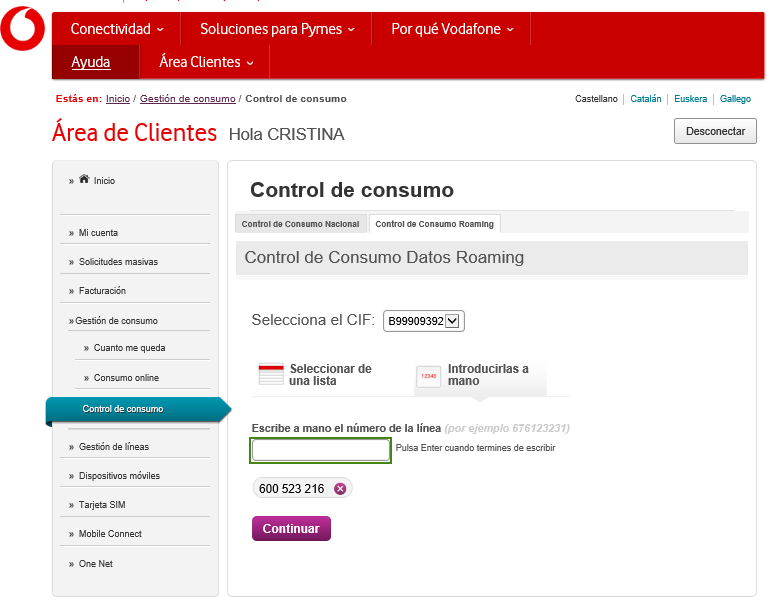 Conectividad
Soluciones para Pymes
Por qué Vodafone
Ayuda
Área Clientes
Estás en: Inicio / Gestión de consumo / Control de consumo
Castellano | Catalán | Euskera | Gallego
Área de Clientes Hola CRISTINA
Desconectar
» Inicio
» Mi cuenta
» Solicitudes masivas
» Facturación
» Gestión de consumo
» Cuanto me queda
» Consumo online
Control de consumo
» Gestión de líneas
» Dispositivos móviles
» Tarjeta SIM
» Mobile Connect
» One Net
Control de consumo
Control de Consumo Nacional
Control de Consumo Roaming
Control de Consumo Datos Roaming
Selecciona el CIF: B99909392
Seleccionar de
una lista
12345
Introducirlas a
mano
Escribe a mano el número de la línea (por ejemplo 676123231)
Pulsa Enter cuando termines de escribir
600 523 216
Continuar